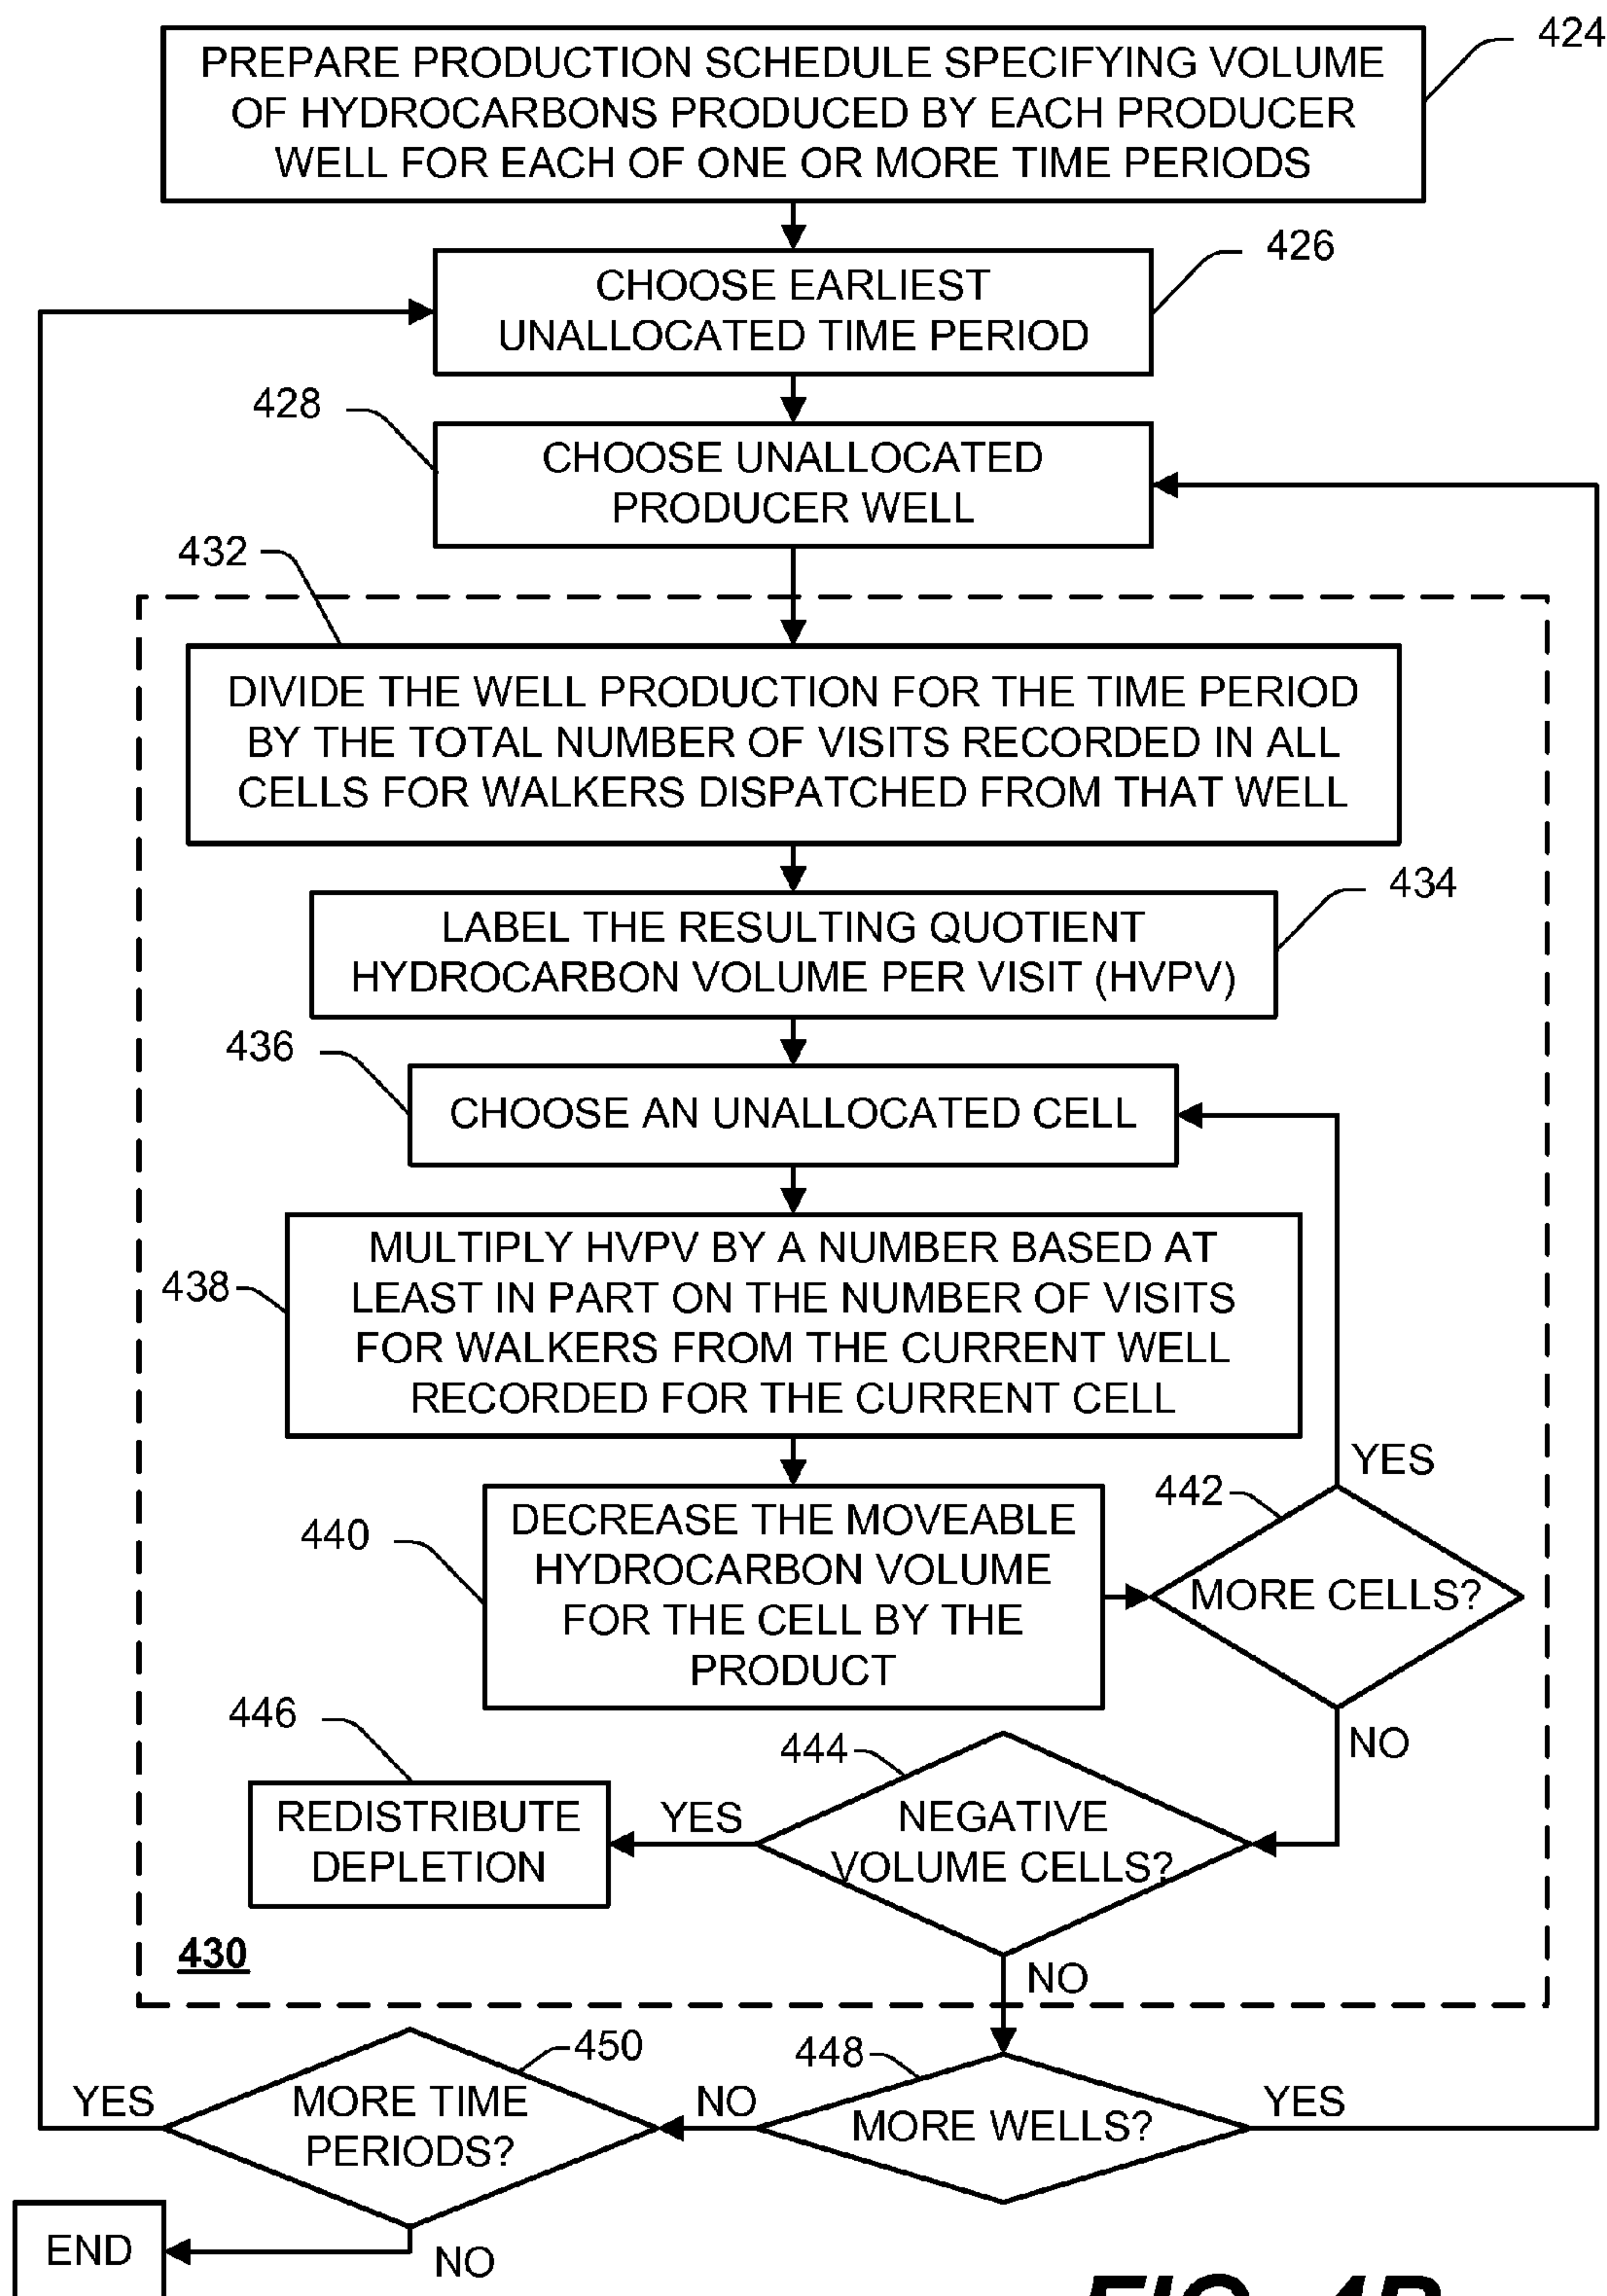 424
PREPARE PRODUCTION SCHEDULE SPECIFYING VOLUME
OF HYDROCARBONS PRODUCED BY EACH PRODUCER
WELL FOR EACH OF ONE OR MORE TIME PERIODS
426
CHOOSE EARLIEST
UNALLOCATED TIME PERIOD
428
CHOOSE UNALLOCATED
PRODUCER WELL
432
DIVIDE THE WELL PRODUCTION FOR THE TIME PERIOD
BY THE TOTAL NUMBER OF VISITS RECORDED IN ALL
CELLS FOR WALKERS DISPATCHED FROM THAT WELL
434
LABEL THE RESULTING QUOTIENT
HYDROCARBON VOLUME PER VISIT (HVPV)
436
CHOOSE AN UNALLOCATED CELL
438
MULTIPLY HVPV BY A NUMBER BASED AT
LEAST IN PART ON THE NUMBER OF VISITS
FOR WALKERS FROM THE CURRENT WELL
RECORDED FOR THE CURRENT CELL
YES
442
440
DECREASE THE MOVEABLE
HYDROCARBON VOLUME
FOR THE CELL BY THE
PRODUCT
MORE CELLS?
NO
446
444
REDISTRIBUTE
DEPLETION
YES
NEGATIVE
VOLUME CELLS?
430
NO
450
448
YES
MORE TIME
PERIODS?
NO
MORE WELLS?
YES
END
NO
FIG. 4B